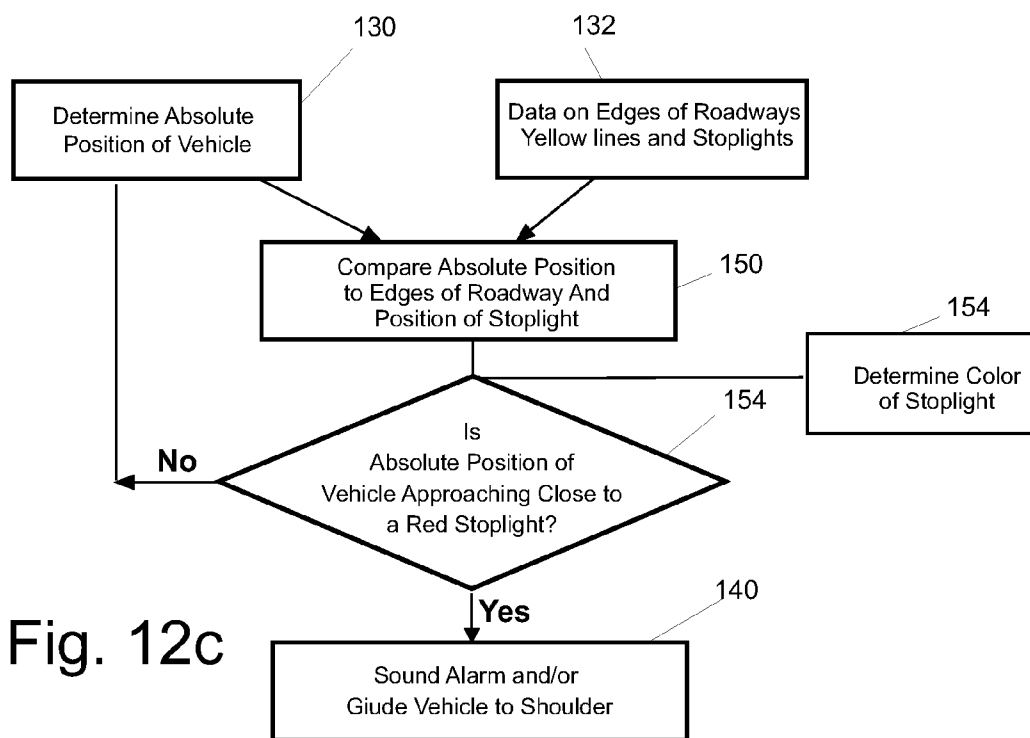 130
132
Determine Absolute
Position of Vehicle
Data on Edges of Roadways
Yellow lines and Stoplights
Compare Absolute Position
to Edges of Roadway And
Position of Stoplight
150
154
Determine Color
of Stoplight
154
Is
Absolute Position of
Vehicle Approaching Close to
a Red Stoplight?
No
Yes
140
Sound Alarm and/or
Giude Vehicle to Shoulder
Fig. 12c